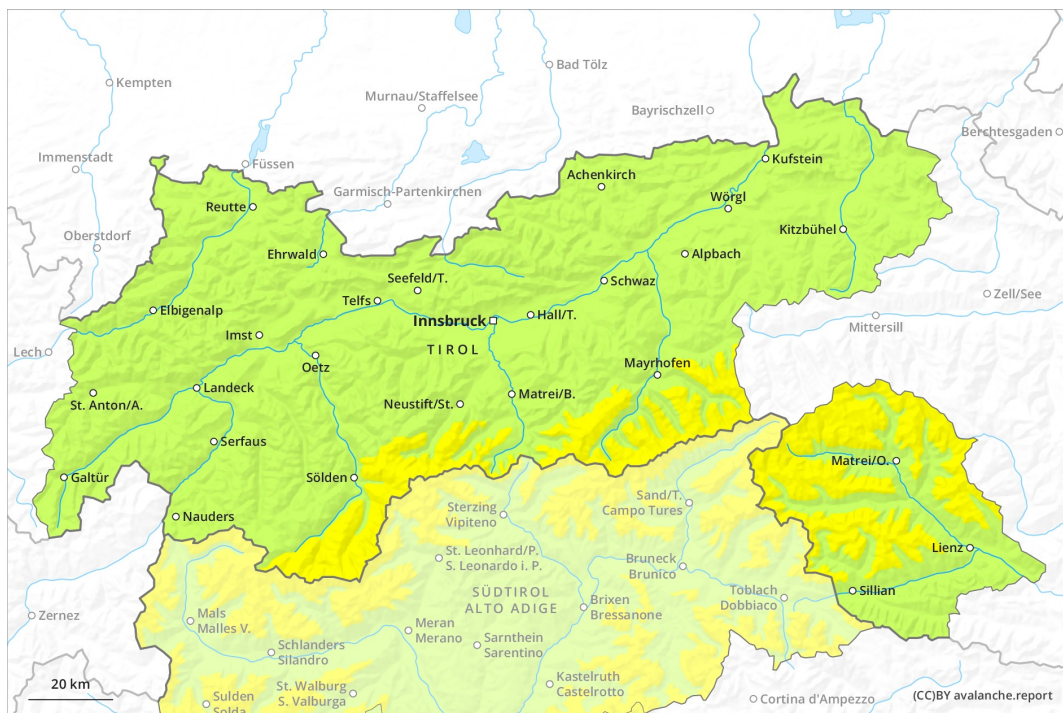 Kempten
Bad Tölz
Murnau/Staffelsee
Bayrischzell
Berchtesgaden
Immenstadt
Füssen
Kufstein
Achenkirch
Garmisch-Partenkirchen
Wörgl
Reutte
Oberstdorf
Kitzbühel
Ehrwald
Alpbach
Seefeld/T.
Schwaz
Zell/See
Telfs
Elbigenalp
Innsbruck
Hall/T.
Mittersill
Imst
TIROL
Lech
Oetz
Mayrhofen
Landeck
Matrei/B.
St. Anton/A.
Neustift/St.
Serfaus
Matrei/O.
Galtür
Sölden
Sand/T.
Campo Tures
Sterzing
Vipiteno
Nauders
Lienz
St. Leonhard/P.
S. Leonardo i. P.
Bruneck
Brunico
Sillian
Toblach
Dobbiaco
SÜDTIROL
ALTO ADIGE
Brixen
Bressanone
Zernez
Mals
Malles V.
Meran
Merano
Sarnthein
Sarentino
Schlanders
Silandro
Kastelruth
Castelrotto
20 km
St. Walburg
S. Valburga
Sulden
Solda
Cortina d'Ampezzo
(CC)BY avalanche.report